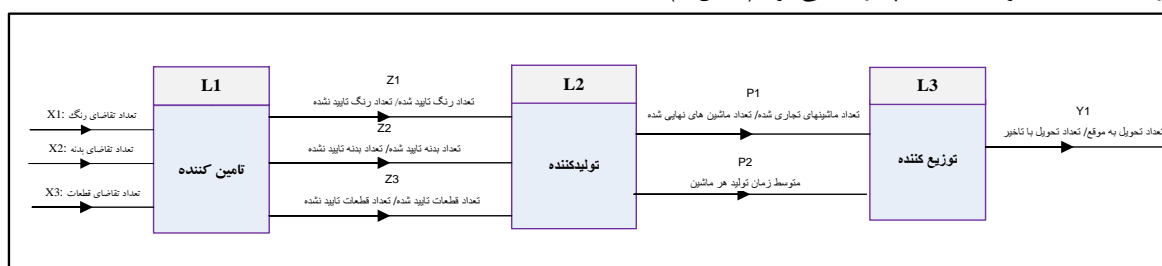 L1
L2
L3
Z1
تعداد رنگ تایید شده/ تعداد رنگ تایید نشده
Z2
تعداد بدنه تایید شده/ تعداد بدنه تایید نشده
Z3
تعداد قطعات تایید شده/ تعداد قطعات تایید نشده
P1
تعداد ماشینهای تجاری شده/ تعداد ماشین های نهایی شده
P2
متوسط زمان تولید هر ماشین
Y1
تعداد تحویل به موقع/ تعداد تحویل با تاخیر
X1: تعداد تقاضای رنگ
X2: تعداد تقاضای بدنه
X3: تعداد تقاضای قطعات
تامین کننده
تولیدکننده
توزیع کننده